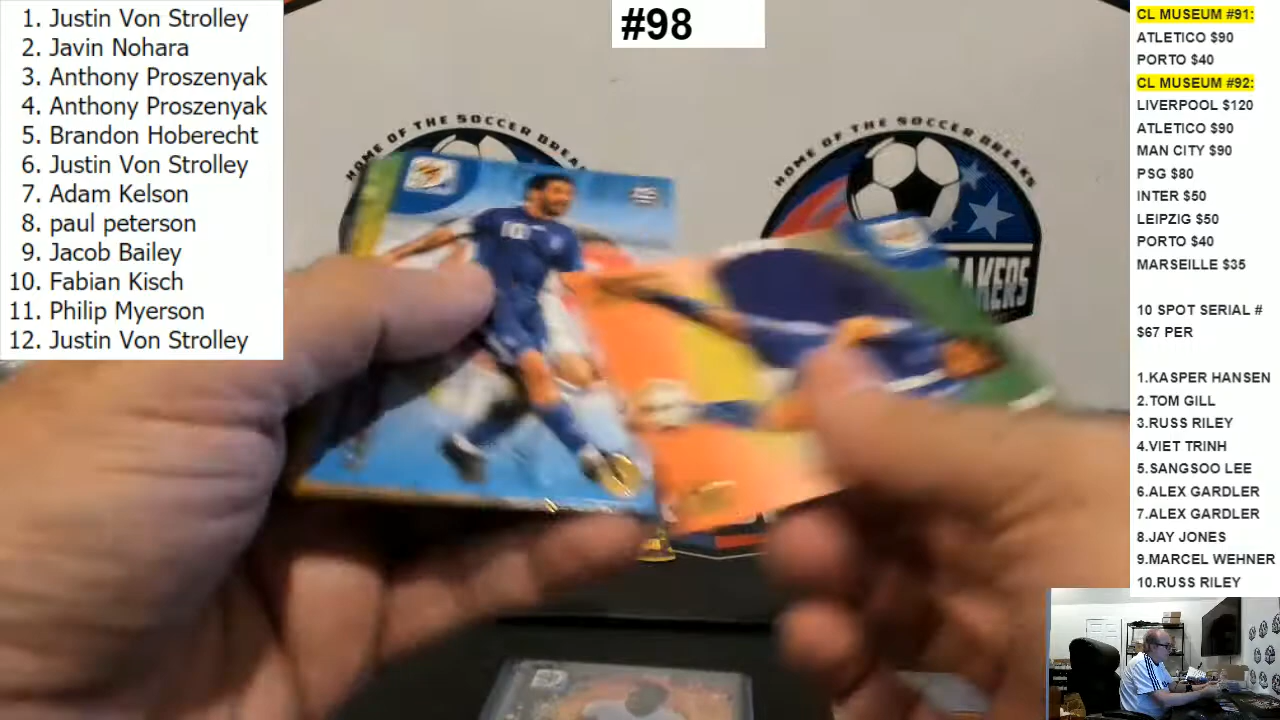 1. Justin Von Strolley
2. Javin Nohara
3. Anthony Proszenyak
4. Anthony Proszenyak
5. Brandon Hoberecht
6. Justin Von Strolley
7. Adam Kelson
8. paul peterson
9. Jacob Bailey
10. Fabian Kisch
11. Philip Myerson
12. Justin Von Strolley
#98
HOME OF THE SOCCER BREA
HOME OF THE SOCCER BREAKS
AKERS
10
CL MUSEUM #91:
ATLETICO $90
PORTO $40
CL MUSEUM #92:
LIVERPOOL $120
ATLETICO $90
MAN CITY $90
PSG $80
INTER $50
LEIPZIG $50
PORTO $40
MARSEILLE $35
10 SPOT SERIAL #
$67 PER
1.KASPER HANSEN
2.TOM GILL
3.RUSS RILEY
4.VIET TRINH
5.SANGSOO LEE
6.ALEX GARDLER
7.ALEX GARDLER
8.JAY JONES
9.MARCEL WEHNER
10.RUSS RILEY